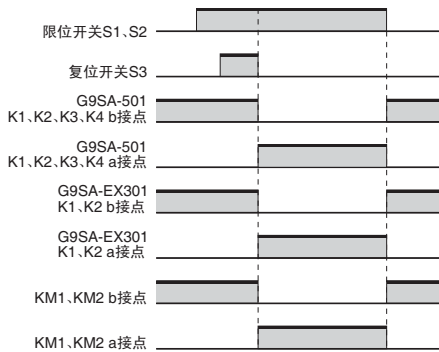 限位开关S1、S2
复位开关S3
G9SA-501
K1、K2、K3、K4 b接点
G9SA-501
K1、K2、K3、K4 a接点
G9SA-EX301
K1、K2 b接点
G9SA-EX301
K1、K2 a接点
KM1、KM2 b接点
KM1、KM2 a接点